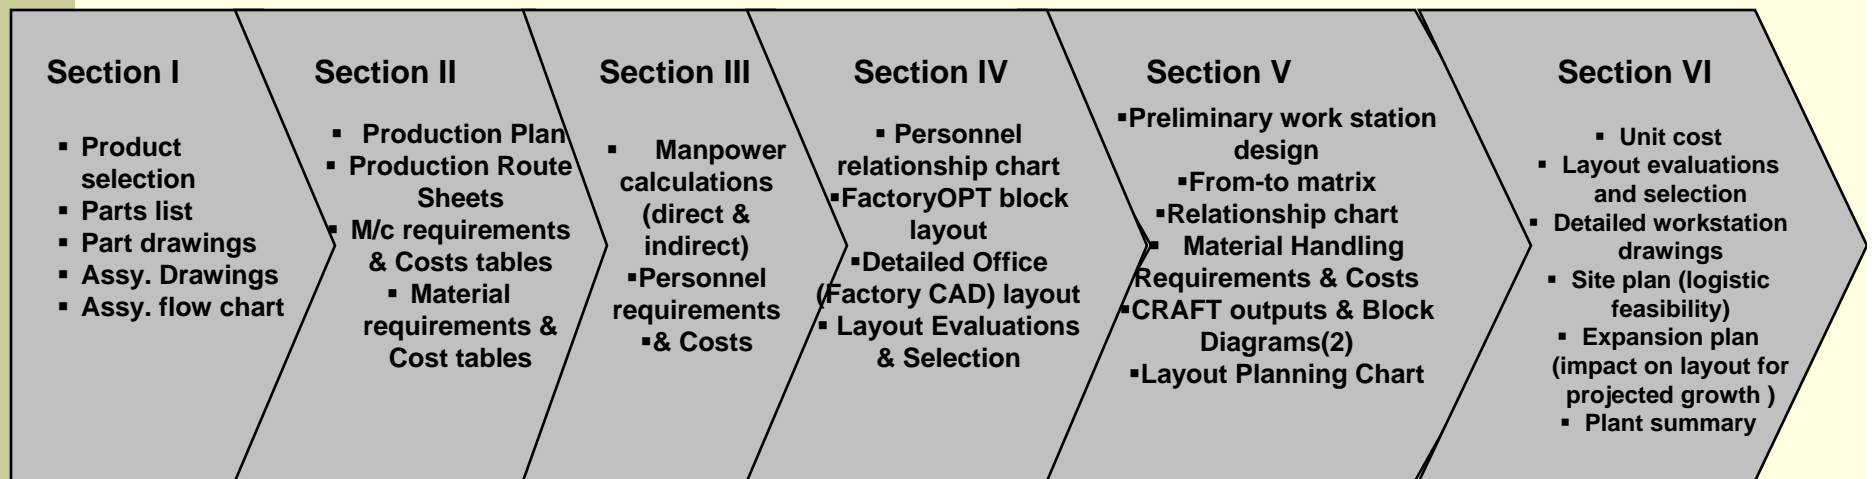 Section I
▪ Product
selection
▪ Parts list
▪ Part drawings
▪ Assy. Drawings
▪ Assy. flow chart
Section II
▪ Production Plan
▪ Production Route
Sheets
▪ M/c requirements
& Costs tables
▪ Material
requirements &
Cost tables
Section III
▪ Manpower
calculations
(direct &
indirect)
▪Personnel
requirements
▪& Costs
Section IV
▪ Personnel
relationship chart
▪FactoryOPT block
layout
▪Detailed Office
(Factory CAD) layout
▪ Layout Evaluations
& Selection
Section V
▪Preliminary work station
design
▪From-to matrix
▪Relationship chart
▪ Material Handling
Requirements & Costs
▪CRAFT outputs & Block
Diagrams(2)
▪Layout Planning Chart
Section VI
▪ Unit cost
▪ Layout evaluations
and selection
▪ Detailed workstation
drawings
▪ Site plan (logistic
feasibility)
▪ Expansion plan
(impact on layout for
projected growth )
▪ Plant summary